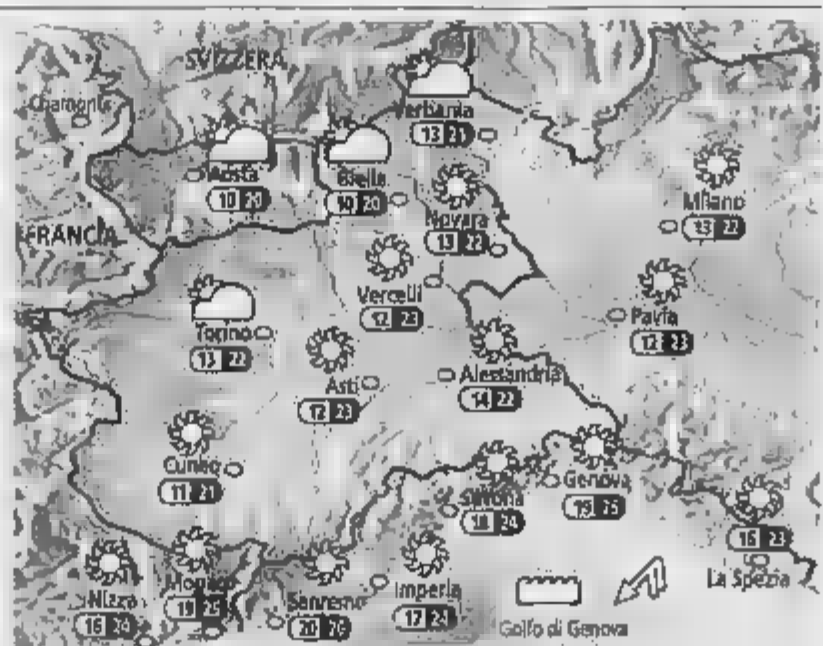 SVIZZERA
Chamonix
Verbania
13 21
Aosta
10 20
Biella
10 20
Novara
13 22
Milano
13 22
FRANCIA
Vercelli
12 23
Torino
13 22
Pavia
12 23
Asti
12 23
Alessandria
14 22
Cuneo
11 21
Savona
18 24
Genova
19 25
16 23
La Spezia
Nizza
16
Monaco
19 25
Sanremo
20
Imperia
17 24
Golfo di Genova